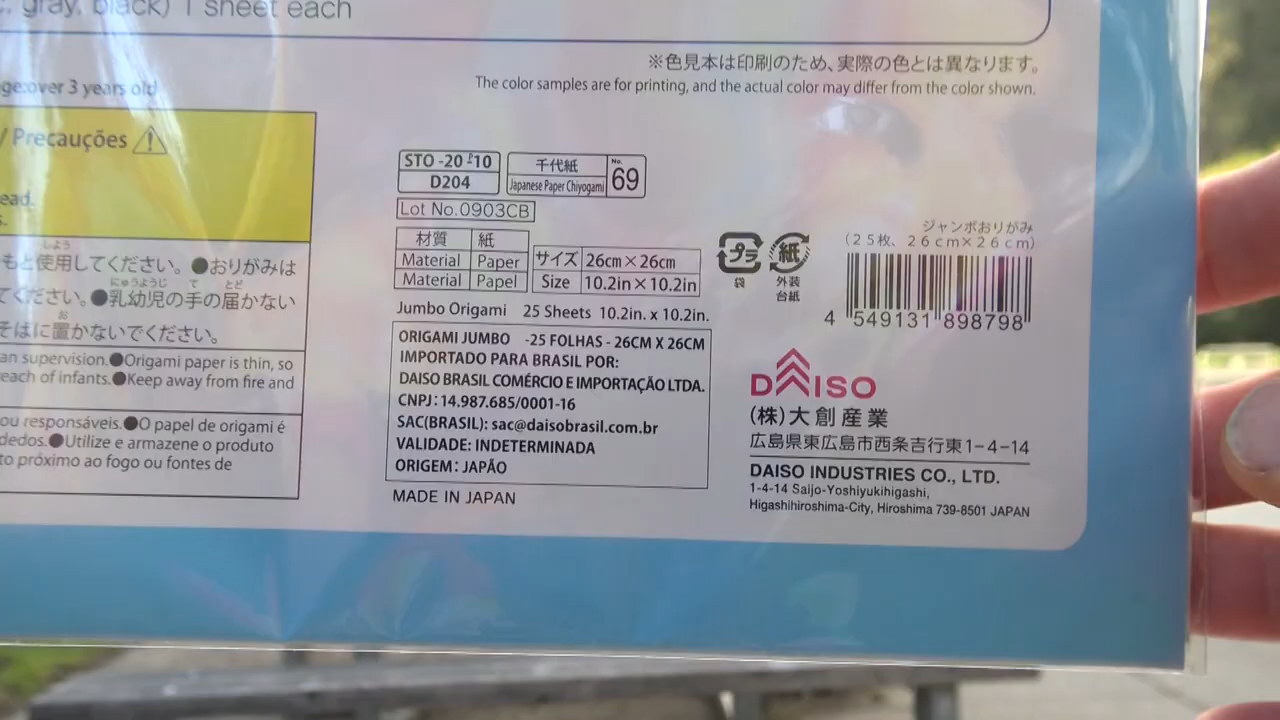 gray, black) 1 sheet each
※色見本は印刷のため、実際の色とは異なります。
The color samples are for printing, and the actual color may differ from the color shown.
over 3 years old
/ Precauções
STO -20 10
D204
千代紙
Japanese Paper Chiyogami
No.
69
Lot No.0903CB
材質 紙
Material Paper
Material Papel
サイズ 26cm×26cm
Size 10.2in×10.2in
Jumbo Origami 25 Sheets 10.2in. x 10.2in.
ORIGAMI JUMBO -25 FOLHAS - 26CM X 26CM
IMPORTADO PARA BRASIL POR:
DAISO BRASIL COMÉRCIO E IMPORTAÇÃO LTDA.
CNPJ: 14.987.685/0001-16
SAC(BRASIL): sac@daisobrasil.com.br
VALIDADE: INDETERMINADA
ORIGEM: JAPÃO
MADE IN JAPAN
しよう
もと使用してください。●おりがみは
にゅうようじ て とど
てください。●乳幼児の手の届かない
お
そばに置かないでください。
supervision.●Origami paper is thin, so
of infants.●Keep away from fire and
ou responsáveis.●O papel de origami é
dedos.●Utilize e armazene o produto
próximo ao fogo ou fontes de
プラ
袋
紙
外装
台紙
ジャンボおりがみ
(25枚、26cm×26cm)
4 549131 898798
DAISO
(株)大創産業
広島県東広島市西条吉行東1-4-14
DAISO INDUSTRIES CO., LTD.
1-4-14 Saijo-Yoshiyukihigashi,
Higashihiroshima-City, Hiroshima 739-8501 JAPAN